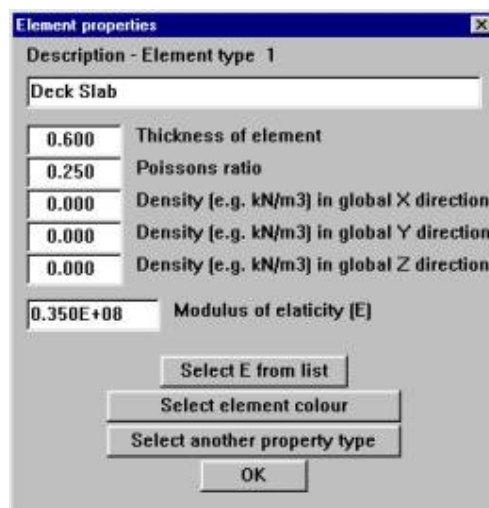 Element properties
Description - Element type 1
Deck Slab
0.600 Thickness of element
0.250 Poissons ratio
0.000 Density (e.g. kN/m3) in global X direction
0.000 Density (e.g. kN/m3) in global Y direction
0.000 Density (e.g. kN/m3) in global Z direction
0.350E+08 Modulus of elaticity (E)
Select E from list
Select element colour
Select another property type
OK